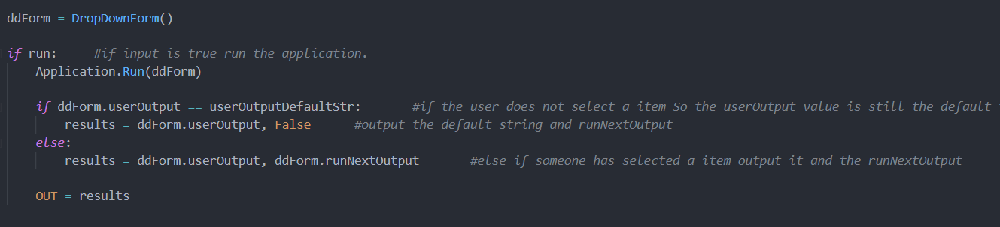 ddForm = DropDownForm()
if run:     #if input is true run the application.
    Application.Run(ddForm)
    if ddForm.userOutput == userOutputDefaultStr:       #if the user does not select a item So the userOutput value is still the default
        results = ddForm.userOutput, False      #output the default string and runNextOutput
    else:
        results = ddForm.userOutput, ddForm.runNextOutput       #else if someone has selected a item output it and the runNextOutput
    OUT = results